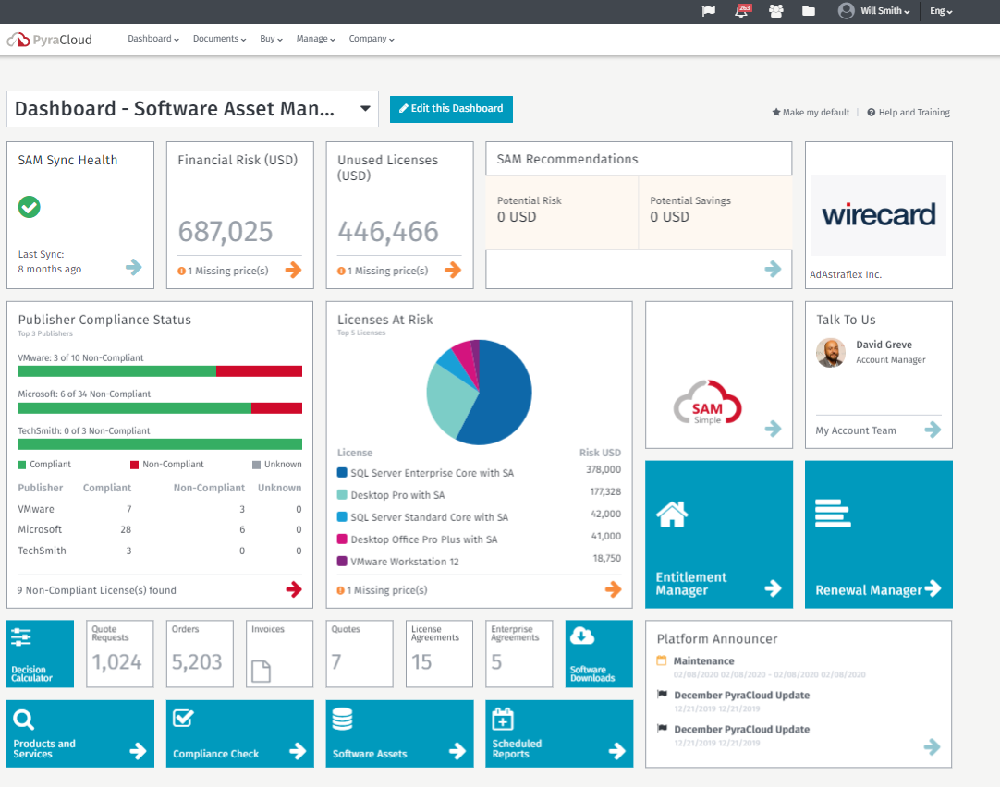 263
Will Smith
Eng
PyraCloud
Dashboard
Documents
Buy
Manage
Company
Dashboard - Software Asset Man...
Edit this Dashboard
Make my default
Help and Training
SAM Sync Health
Last Sync:
8 months ago
Financial Risk (USD)
687,025
1 Missing price(s)
Unused Licenses
(USD)
446,466
1 Missing price(s)
SAM Recommendations
Potential Risk
0 USD
Potential Savings
0 USD
wirecard
AdAstraflex Inc.
Publisher Compliance Status
Top 3 Publishers
VMware: 3 of 10 Non-Compliant
Microsoft: 6 of 34 Non-Compliant
TechSmith: 0 of 3 Non-Compliant
Compliant
Non-Compliant
Unknown
Publisher Compliant Non-Compliant Unknown
VMware 7 3 0
Microsoft 28 6 0
TechSmith 3 0 0
9 Non-Compliant License(s) found
Licenses At Risk
Top 5 Licenses
License Risk USD
SQL Server Enterprise Core with SA 378,000
Desktop Pro with SA 177,328
SQL Server Standard Core with SA 42,000
Desktop Office Pro Plus with SA 41,000
VMware Workstation 12 18,750
1 Missing price(s)
SAM
Simple
Talk To Us
David Greve
Account Manager
My Account Team
Entitlement
Manager
Renewal Manager
Decision
Calculator
Quote
Requests
1,024
Orders
5,203
Invoices
Quotes
7
License
Agreements
15
Enterprise
Agreements
5
Software
Downloads
Platform Announcer
Maintenance
02/08/2020 02/08/2020 - 02/08/2020 02/08/2020
December PyraCloud Update
12/21/2019 12/21/2019
December PyraCloud Update
12/21/2019 12/21/2019
Products and
Services
Compliance Check
Software Assets
Scheduled
Reports